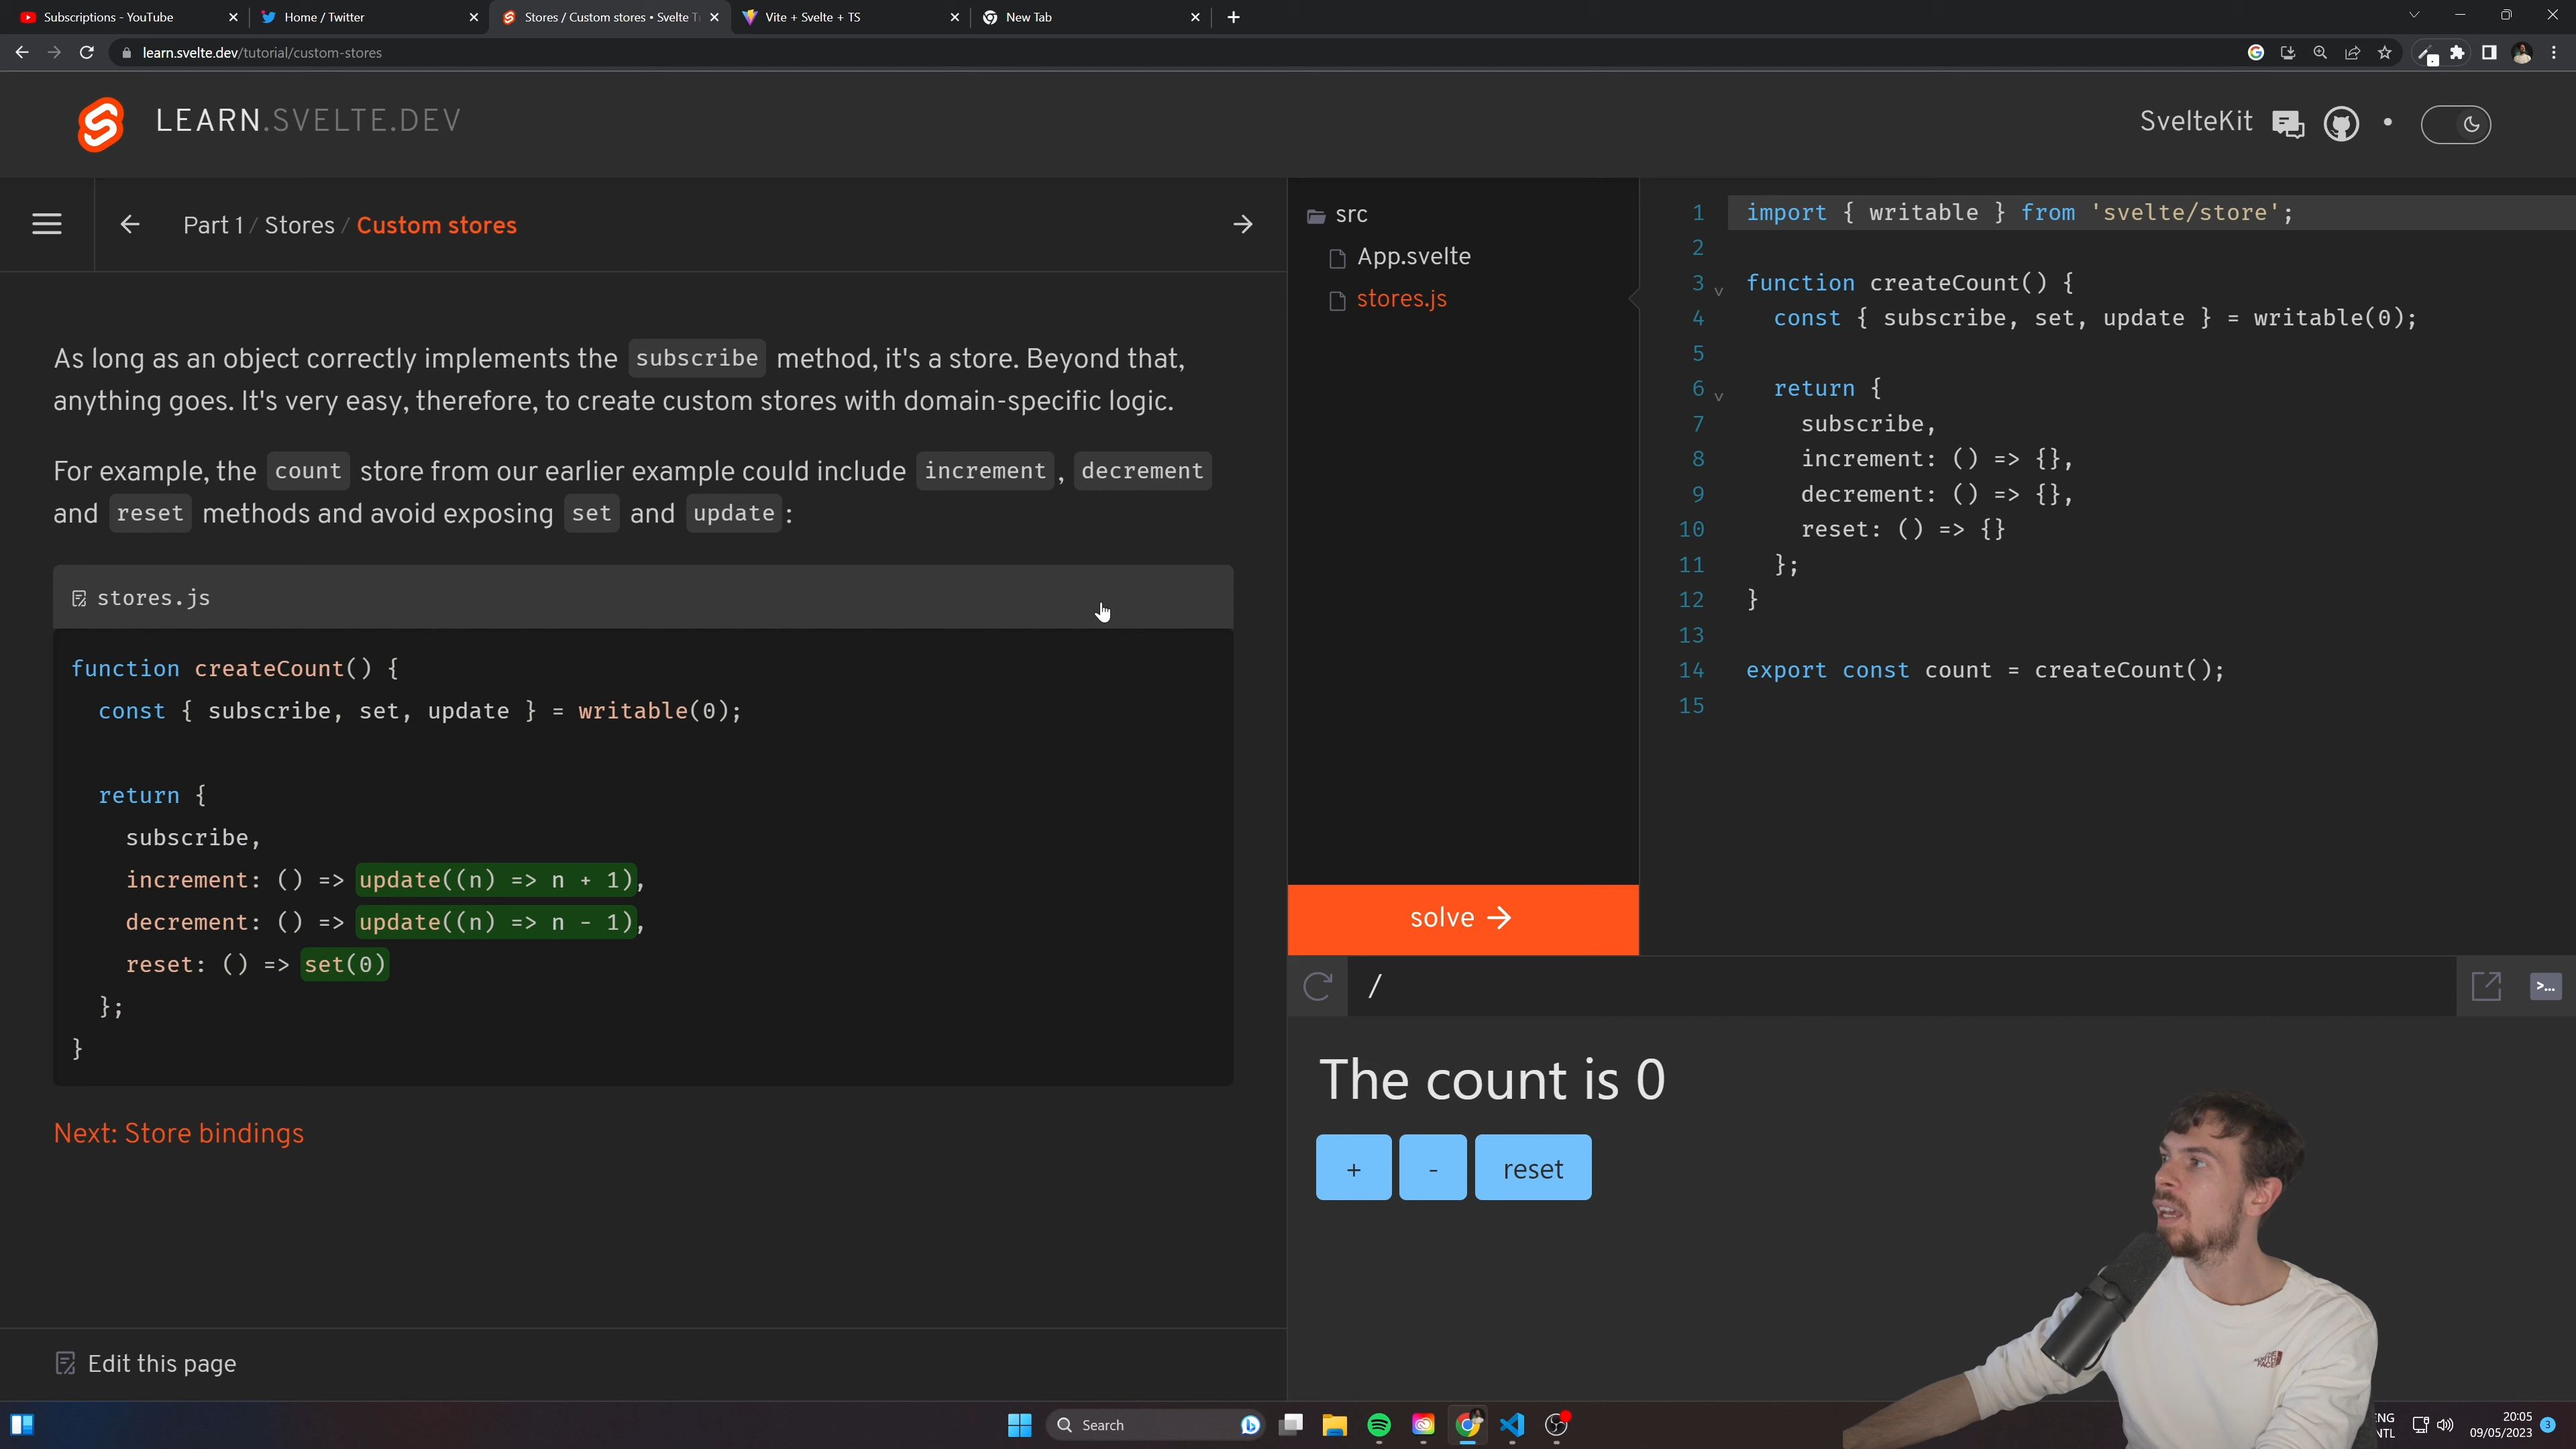 Subscriptions - YouTube
Home / Twitter
Stores / Custom stores • Svelte T
Vite + Svelte + TS
New Tab
learn.svelte.dev/tutorial/custom-stores
LEARN.SVELTE.DEV
SvelteKit
Part 1 / Stores / Custom stores
As long as an object correctly implements the subscribe method, it's a store. Beyond that,
anything goes. It's very easy, therefore, to create custom stores with domain-specific logic.
For example, the count store from our earlier example could include increment, decrement
and reset methods and avoid exposing set and update:
stores.js
function createCount() {
const { subscribe, set, update } = writable(0);
return {
subscribe,
increment: () => update((n) => n + 1),
decrement: () => update((n) => n - 1),
reset: () => set(0)
};
}
Next: Store bindings
Edit this page
src
App.svelte
stores.js
solve →
1 import { writable } from 'svelte/store';
2
3 function createCount() {
4 const { subscribe, set, update } = writable(0);
5
6 return {
7 subscribe,
8 increment: () => {},
9 decrement: () => {},
10 reset: () => {}
11 };
12 }
13
14 export const count = createCount();
15
/
>…
The count is 0
+ - reset
THE NORTH FACE
Search
ENG
INTL
20:05
09/05/2023
3